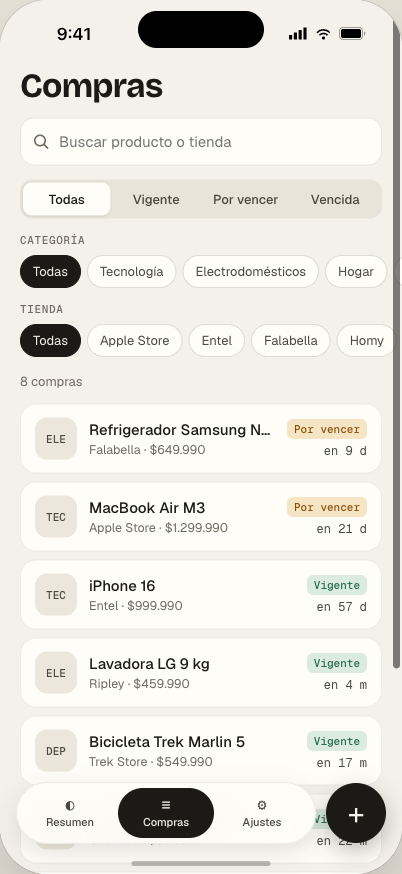 9:41
Compras
Buscar producto o tienda
Todas Vigente Por vencer Vencida
CATEGORÍA
Todas Tecnología Electrodomésticos Hogar
TIENDA
Todas Apple Store Entel Falabella Homy
8 compras
ELE Refrigerador Samsung N... Por vencer
Falabella · $649.990 en 9 d
TEC MacBook Air M3 Por vencer
Apple Store · $1.299.990 en 21 d
TEC iPhone 16 Vigente
Entel · $999.990 en 57 d
ELE Lavadora LG 9 kg Vigente
Ripley · $459.990 en 4 m
DEP Bicicleta Trek Marlin 5 Vigente
Trek Store · $549.990 en 17 m
Resumen Compras Ajustes +